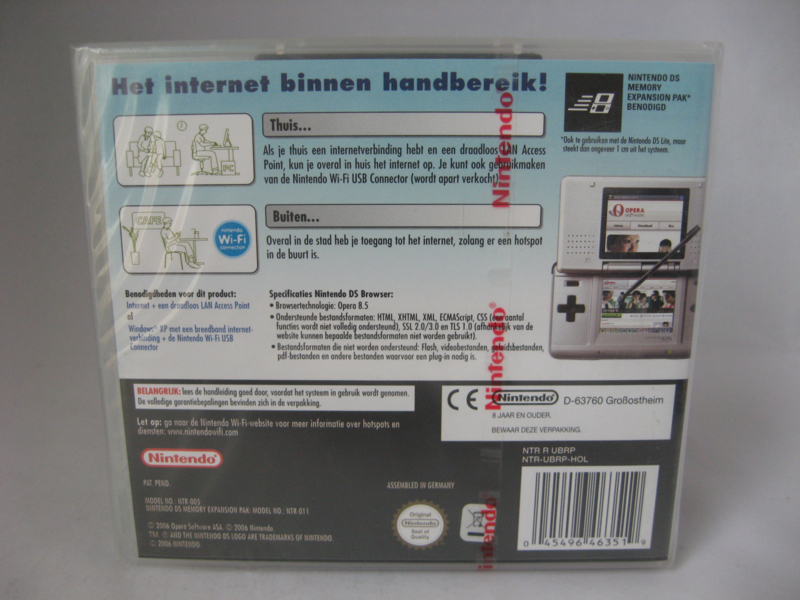 Het internet binnen handbereik!
NINTENDO DS
MEMORY
EXPANSION PAK*
BENODIGD
*Ook te gebruiken met de Nintendo DS Lite, maar
steekt dan ongeveer 1 cm uit het systeem.
Thuis...
Als je thuis een internetverbinding hebt en een draadloos LAN Access
Point, kun je overal in huis het internet op. Je kunt ook gebruikmaken
van de Nintendo Wi-Fi USB Connector (wordt apart verkocht)
PC
CAFE
nintendo
Wi-Fi
connection
Buiten...
Overal in de stad heb je toegang tot het internet, zolang er een hotspot
in de buurt is.
OPERA
software
Benodigdheden voor dit product:
Internet + een draadloos LAN Access Point
of
Windows® XP met een breedband internet-
verbinding + de Nintendo Wi-Fi USB
Connector
Specificaties Nintendo DS Browser:
• Browsertechnologie: Opera 8.5
• Ondersteunde bestandsformaten: HTML, XHTML, XML, ECMAScript, CSS (een aantal
functies wordt niet volledig ondersteund), SSL 2.0/3.0 en TLS 1.0 (afhankelijk van de
website kunnen bepaalde bestandsformaten niet worden gebruikt).
• Bestandsformaten die niet worden ondersteund: Flash, videobestanden, geluidsbestanden,
pdf-bestanden en andere bestanden waarvoor een plug-in nodig is.
Nintendo®
Nintendo®
Nintendo
intendo
BELANGRIJK: lees de handleiding goed door, voordat het systeem in gebruik wordt genomen.
De volledige garantiebepalingen bevinden zich in de verpakking.
Let op: ga naar de Nintendo Wi-Fi-website voor meer informatie over hotspots en
diensten: www.nintendowifi.com
CE Nintendo® D-63760 Großostheim
8 JAAR EN OUDER.
BEWAAR DEZE VERPAKKING.
Nintendo®
NTR R UBRP
NTR-UBRP-HOL
PAT. PEND.
ASSEMBLED IN GERMANY
MODEL NO.: NTR-005
NINTENDO DS MEMORY EXPANSION PAK: MODEL NO.: NTR-011
© 2006 Opera Software ASA. © 2006 Nintendo.
TM, ® AND THE NINTENDO DS LOGO ARE TRADEMARKS OF NINTENDO.
© 2006 NINTENDO
Original
Nintendo
Seal of
Quality
0 45496 46351 9